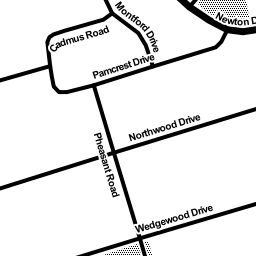 Cadmus Road
Montford Drive
Newton D
Parncrest Drive
Northwood Drive
Pheasant Road
Wedgewood Drive